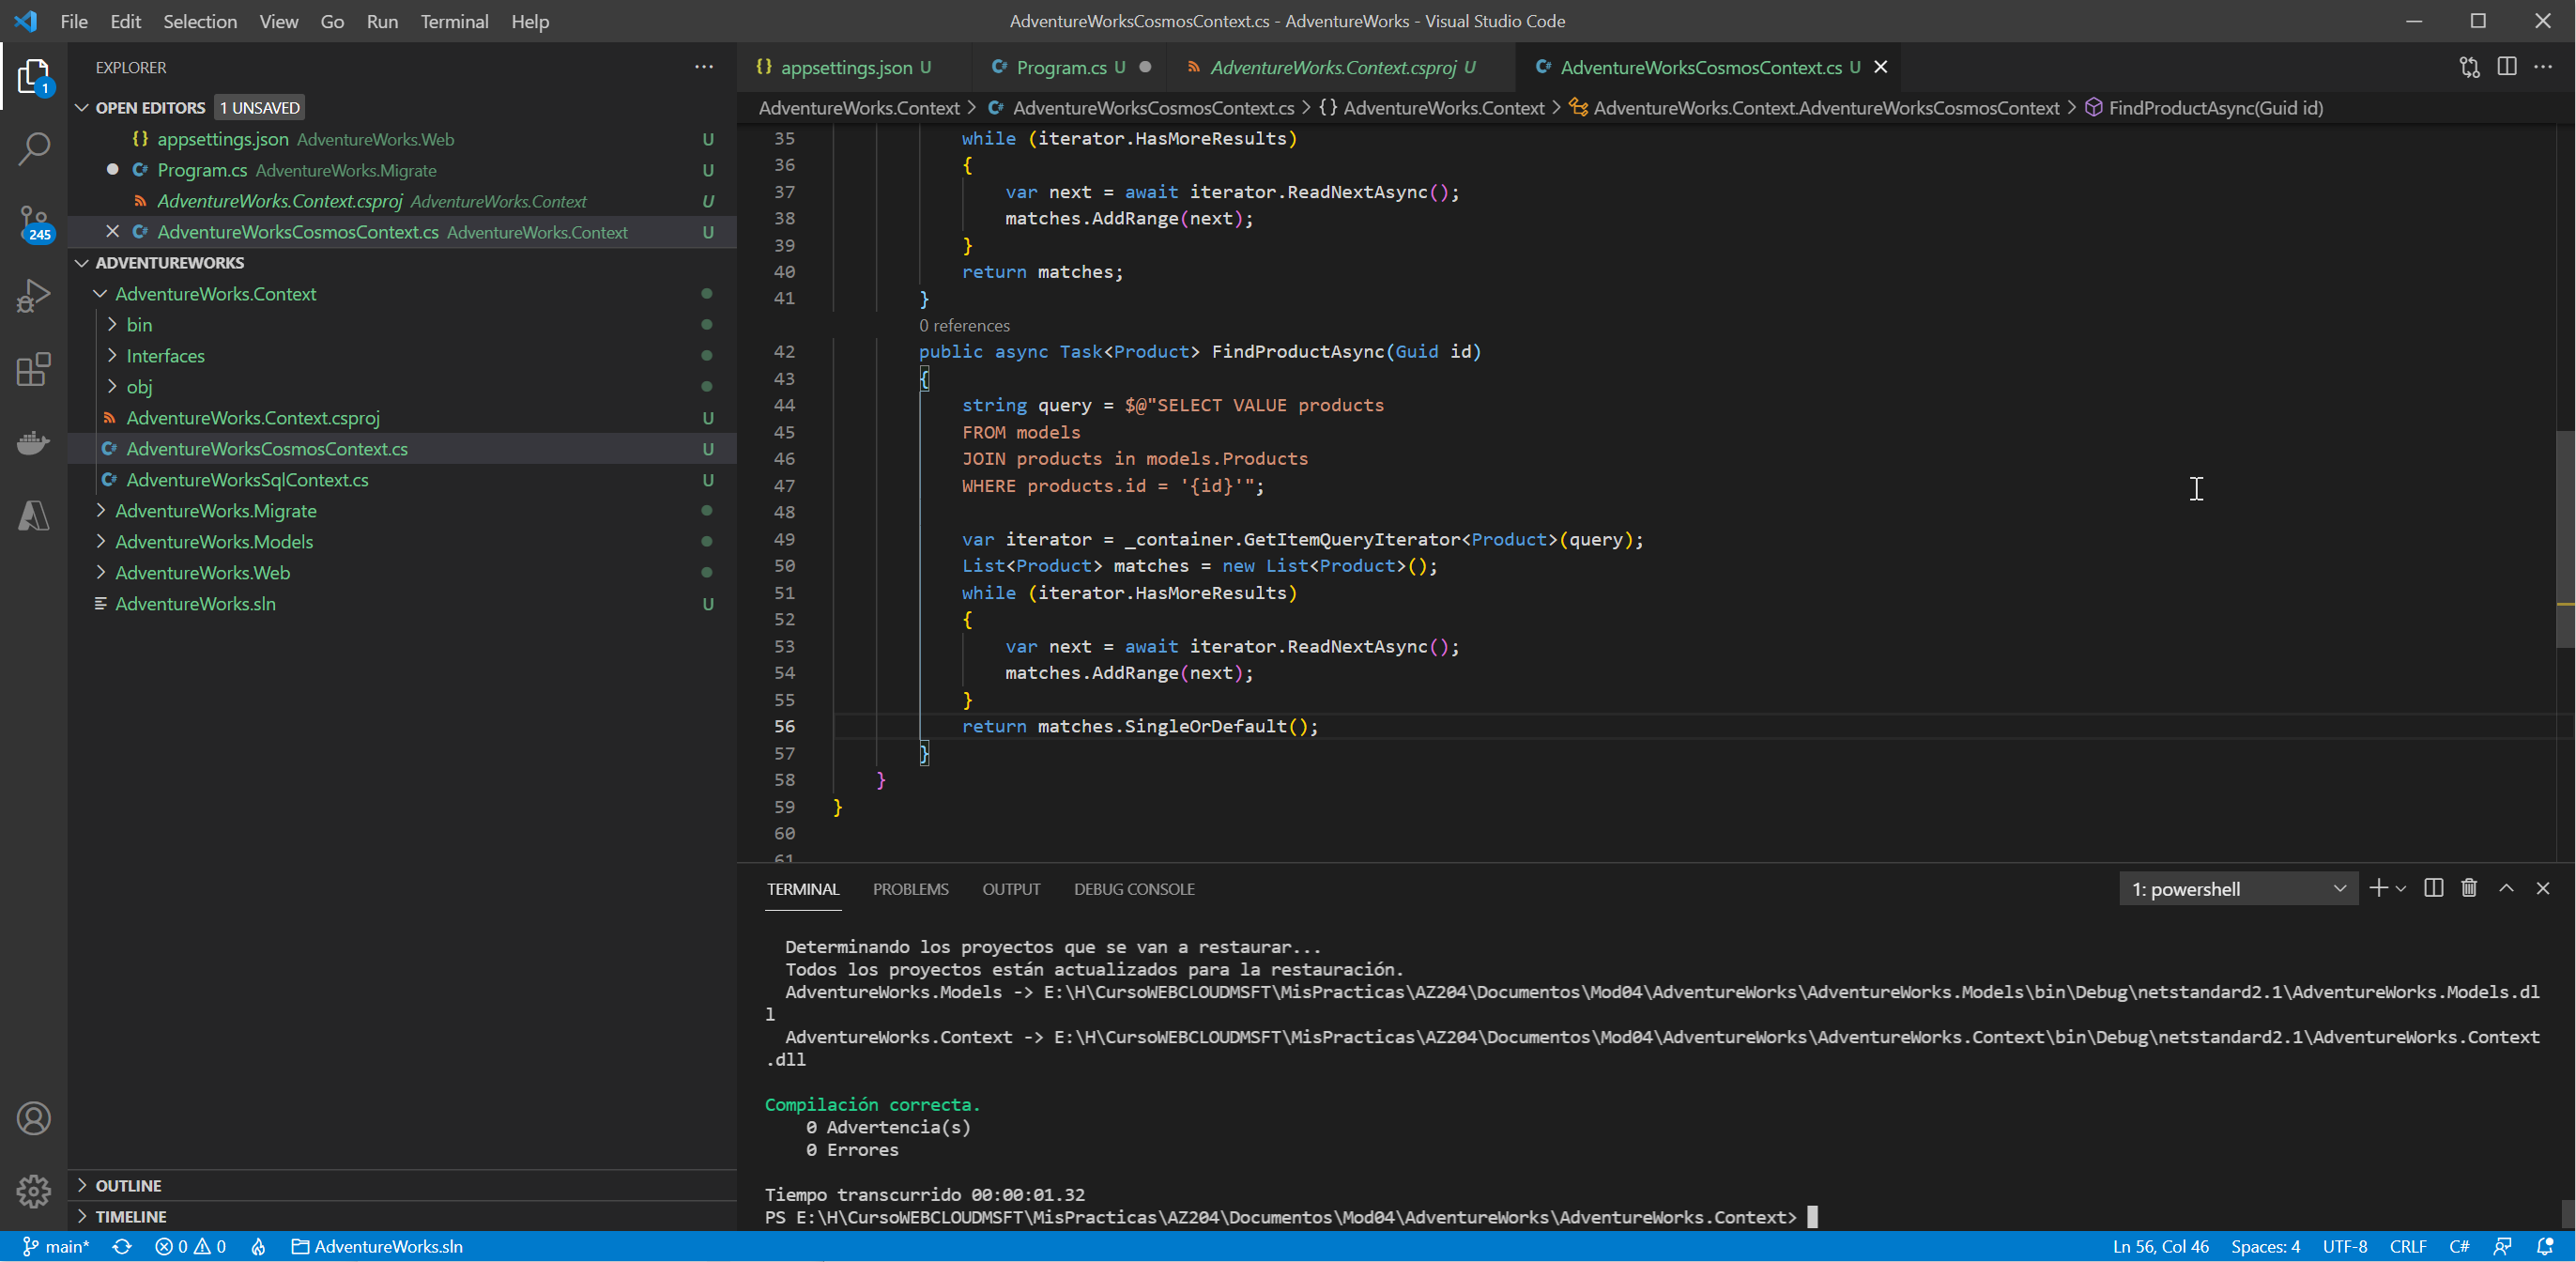 File Edit Selection View Go Run Terminal Help
AdventureWorksCosmosContext.cs - AdventureWorks - Visual Studio Code
EXPLORER
OPEN EDITORS 1 UNSAVED
appsettings.json AdventureWorks.Web U
Program.cs AdventureWorks.Migrate U
AdventureWorks.Context.csproj AdventureWorks.Context U
AdventureWorksCosmosContext.cs AdventureWorks.Context U
ADVENTUREWORKS
AdventureWorks.Context
bin
Interfaces
obj
AdventureWorks.Context.csproj U
AdventureWorksCosmosContext.cs U
AdventureWorksSqlContext.cs U
AdventureWorks.Migrate
AdventureWorks.Models
AdventureWorks.Web
AdventureWorks.sln U
OUTLINE
TIMELINE
1
245
appsettings.json U Program.cs U AdventureWorks.Context.csproj U AdventureWorksCosmosContext.cs U
AdventureWorks.Context > AdventureWorksCosmosContext.cs > {} AdventureWorks.Context > AdventureWorks.Context.AdventureWorksCosmosContext > FindProductAsync(Guid id)
35 while (iterator.HasMoreResults)
36 {
37 var next = await iterator.ReadNextAsync();
38 matches.AddRange(next);
39 }
40 return matches;
41 }
0 references
42 public async Task<Product> FindProductAsync(Guid id)
43 {
44 string query = $@"SELECT VALUE products
45 FROM models
46 JOIN products in models.Products
47 WHERE products.id = '{id}'";
48
49 var iterator = _container.GetItemQueryIterator<Product>(query);
50 List<Product> matches = new List<Product>();
51 while (iterator.HasMoreResults)
52 {
53 var next = await iterator.ReadNextAsync();
54 matches.AddRange(next);
55 }
56 return matches.SingleOrDefault();
57 }
58 }
59 }
60
61
TERMINAL PROBLEMS OUTPUT DEBUG CONSOLE
1: powershell
Determinando los proyectos que se van a restaurar...
Todos los proyectos están actualizados para la restauración.
AdventureWorks.Models -> E:\H\CursoWEBCLOUDMSFT\MisPracticas\AZ204\Documentos\Mod04\AdventureWorks\AdventureWorks.Models\bin\Debug\netstandard2.1\AdventureWorks.Models.dl
l
AdventureWorks.Context -> E:\H\CursoWEBCLOUDMSFT\MisPracticas\AZ204\Documentos\Mod04\AdventureWorks\AdventureWorks.Context\bin\Debug\netstandard2.1\AdventureWorks.Context
.dll
Compilación correcta.
0 Advertencia(s)
0 Errores
Tiempo transcurrido 00:00:01.32
PS E:\H\CursoWEBCLOUDMSFT\MisPracticas\AZ204\Documentos\Mod04\AdventureWorks\AdventureWorks.Context>
main* 0 0 AdventureWorks.sln
Ln 56, Col 46 Spaces: 4 UTF-8 CRLF C#